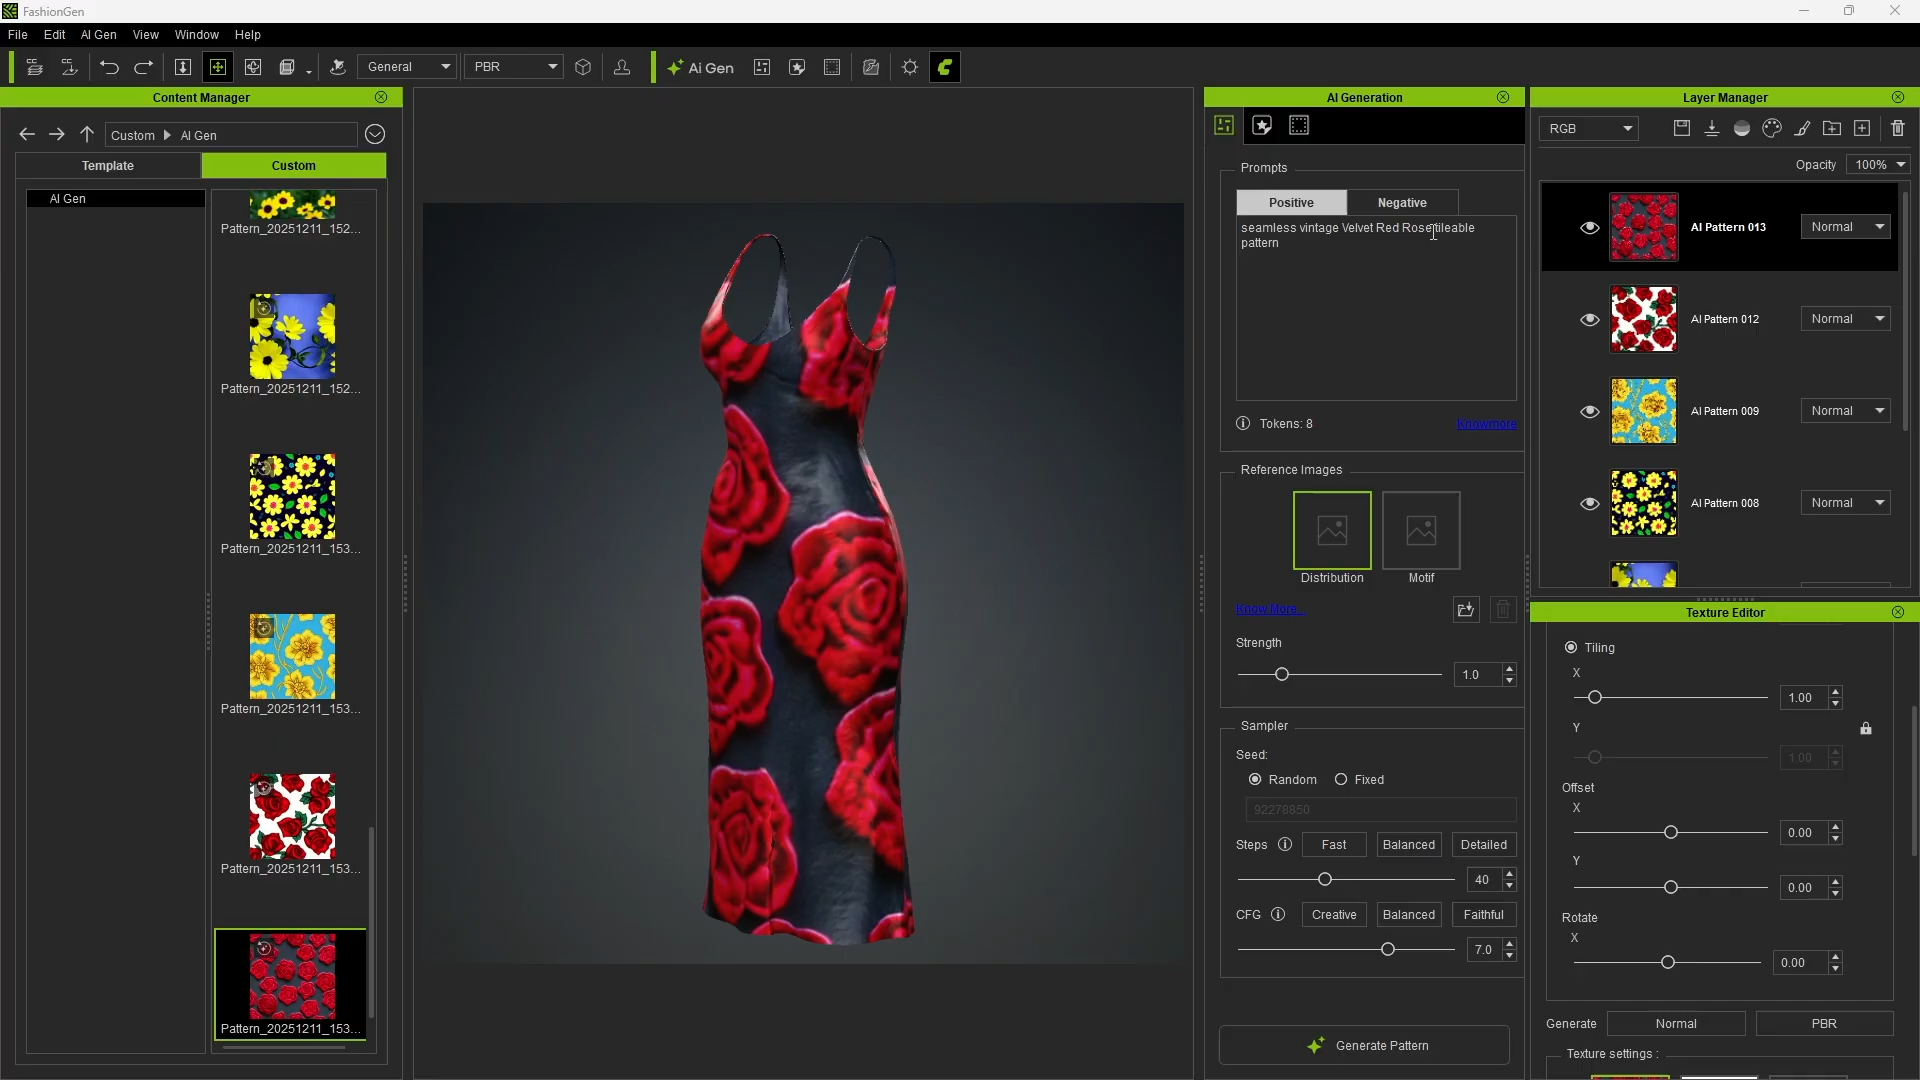 FashionGen
File Edit AI Gen View Window Help
General PBR Ai Gen
Content Manager
Custom AI Gen
Template Custom
AI Gen
Pattern_20251211_152...
Pattern_20251211_152...
Pattern_20251211_153...
Pattern_20251211_153...
Pattern_20251211_153...
Pattern_20251211_153...
AI Generation
Prompts
Positive Negative
seamless vintage Velvet Red Rose tileable
pattern
Tokens: 8 Knowmore
Reference Images
Distribution Motif
Know More...
Strength
1.0
Sampler
Seed:
Random Fixed
92278850
Steps Fast Balanced Detailed
40
CFG Creative Balanced Faithful
7.0
Generate Pattern
Layer Manager
RGB
Opacity 100%
AI Pattern 013 Normal
AI Pattern 012 Normal
AI Pattern 009 Normal
AI Pattern 008 Normal
Texture Editor
Tiling
X
1.00
Y
1.00
Offset
X
0.00
Y
0.00
Rotate
X
0.00
Generate Normal PBR
Texture settings :